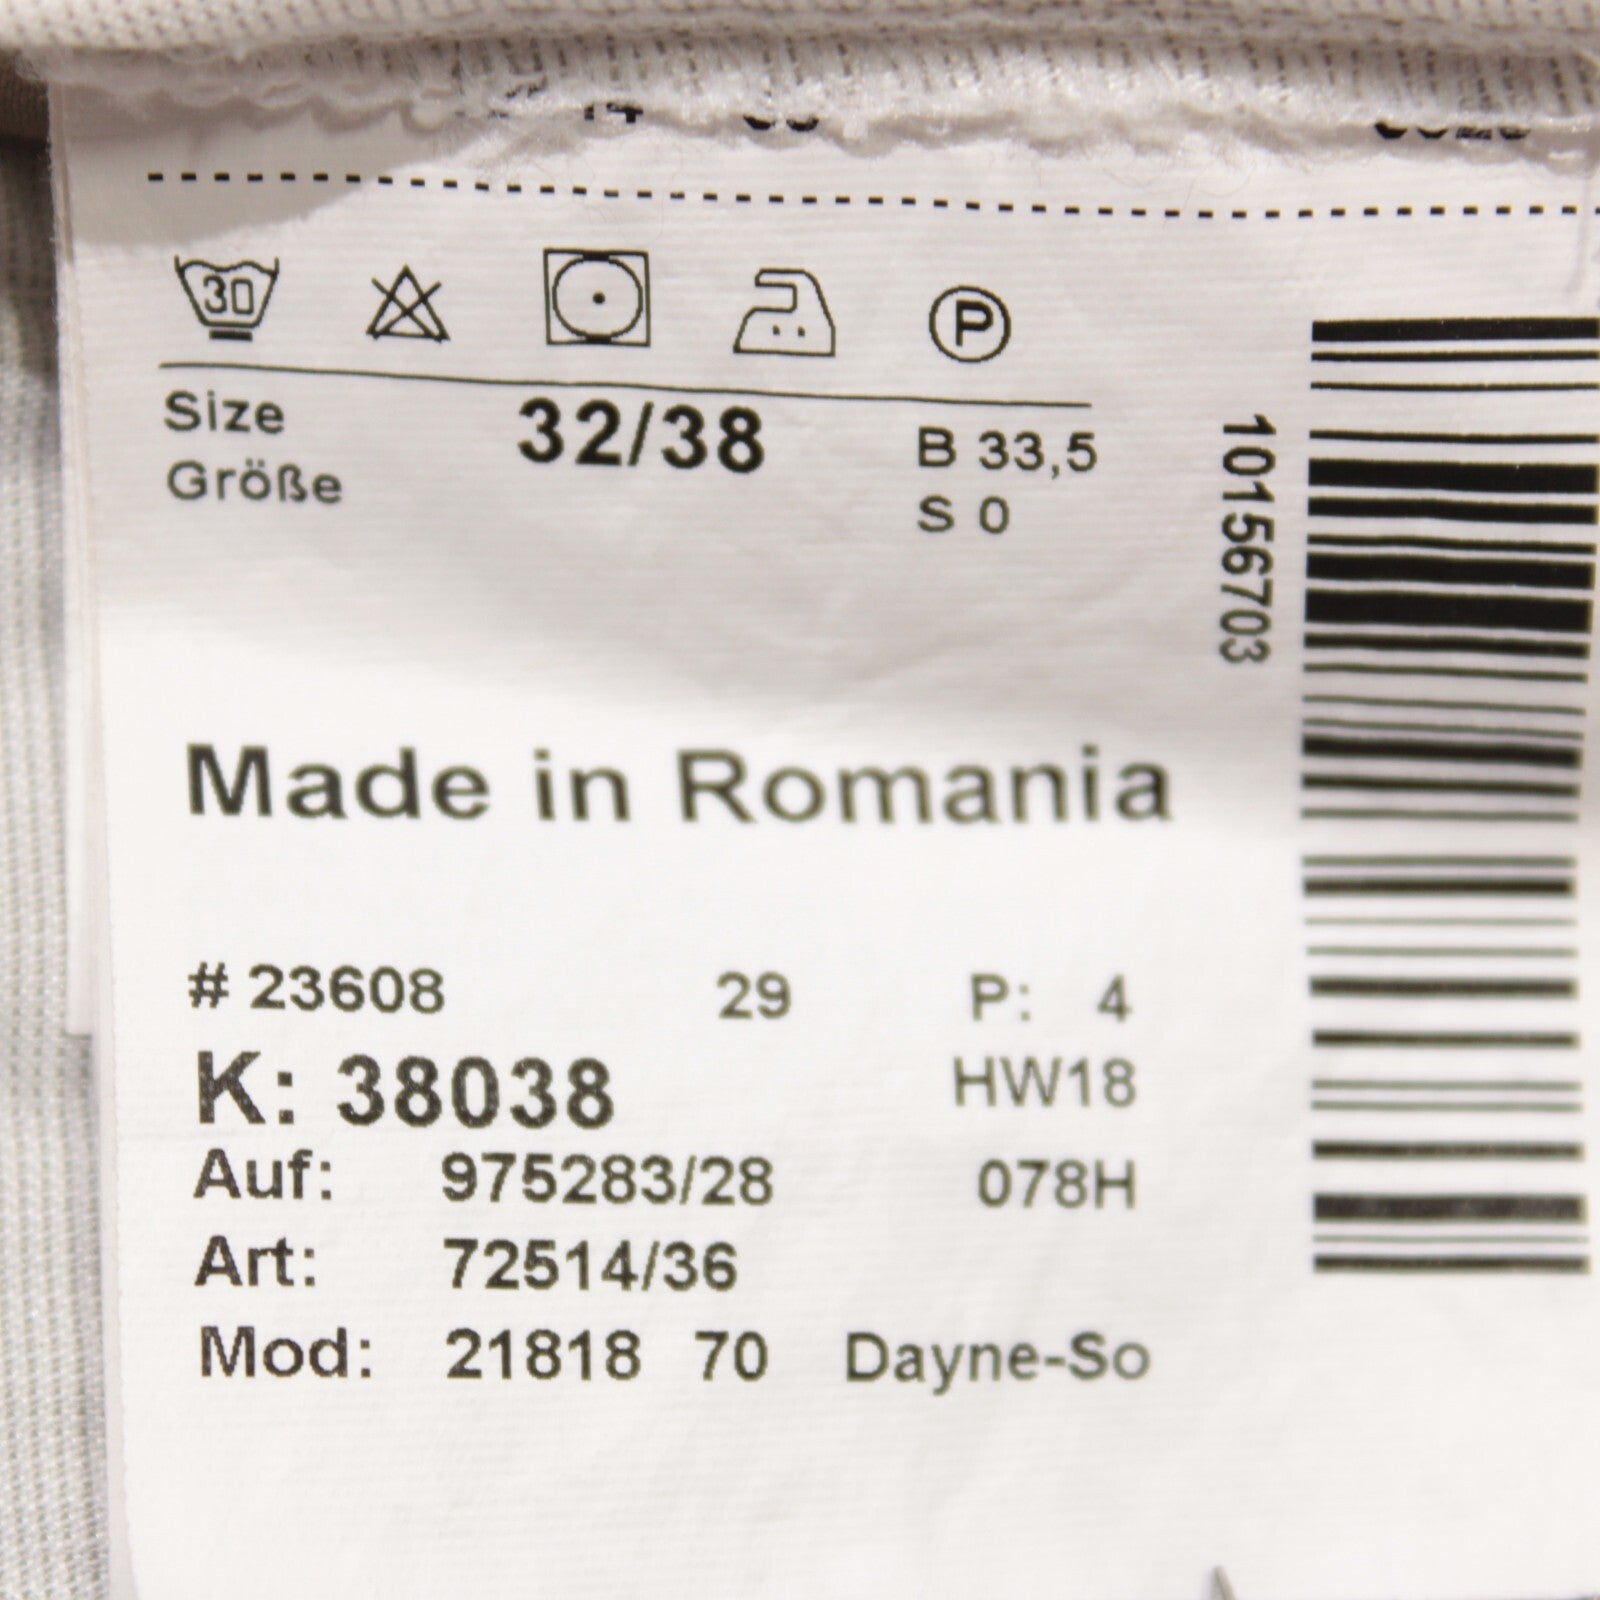 30
P
Size 32/38 B 33,5
Größe S 0
10156703
Made in Romania
# 23608 29 P: 4
K: 38038 HW18
Auf: 975283/28 078H
Art: 72514/36
Mod: 21818 70 Dayne-So